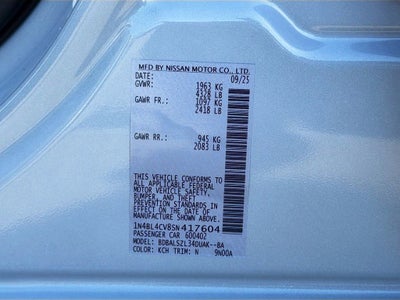 MFD BY NISSAN MOTOR CO., LTD.
DATE: 09/25
GVWR: 1963 KG
4328 LB
GAWR FR.: 1097 KG
2418 LB
GAWR RR.: 945 KG
2083 LB
THIS VEHICLE CONFORMS TO
ALL APPLICABLE FEDERAL
MOTOR VEHICLE SAFETY,
BUMPER, AND THEFT
PREVENTION STANDARDS IN
EFFECT ON THE DATE OF
MANUFACTURE SHOWN ABOVE.
1N4BL4CV8SN417604
PASSENGER CAR 600402
MODEL: BDBALSZL34DUAK--BA
COLOR: KCH TRIM: N 9N00A